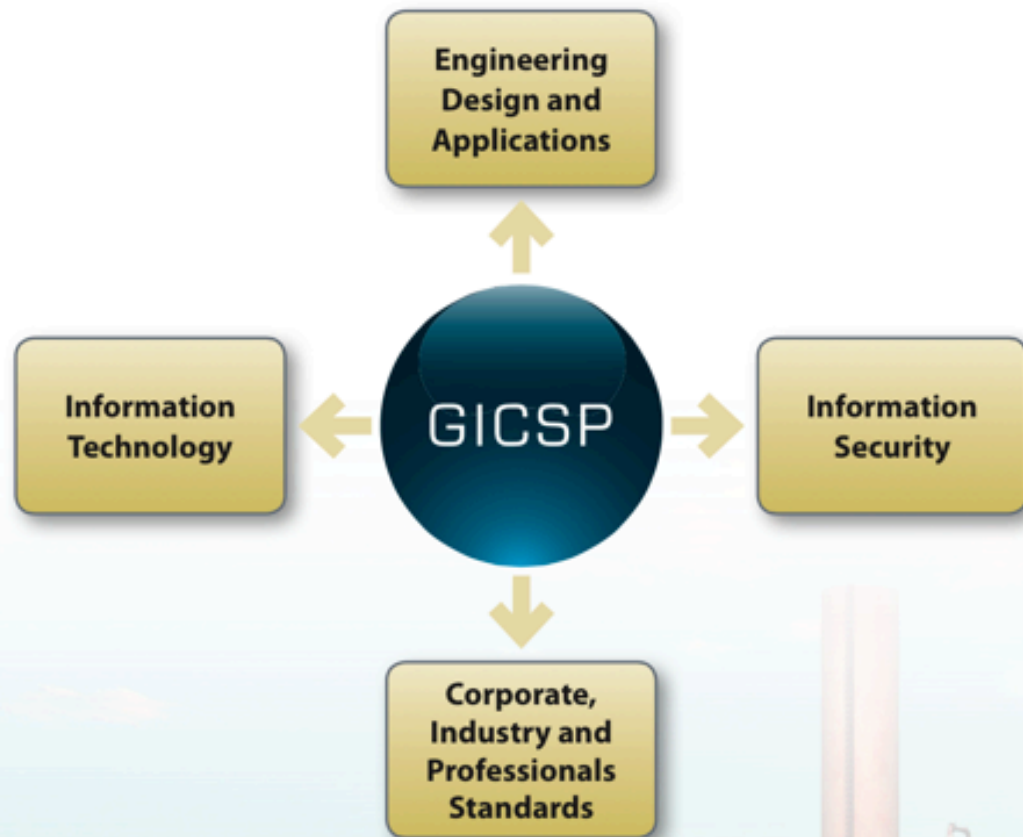 Engineering
Design and
Applications
Information
Technology
GICSP
Information
Security
Corporate,
Industry and
Professionals
Standards